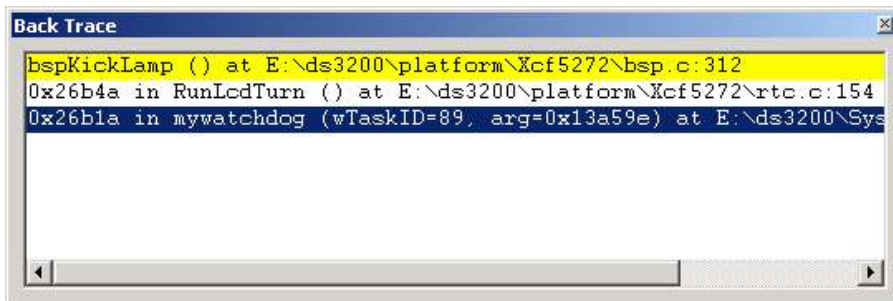 Back Trace
bspKickLamp () at E:\ds3200\platform\Xcf5272\bsp.c:312
0x26b4a in RunLcdTurn () at E:\ds3200\platform\Xcf5272\rtc.c:154
0x26b1a in mywatchdog (wTaskID=89, arg=0x13a59e) at E:\ds3200\Sys